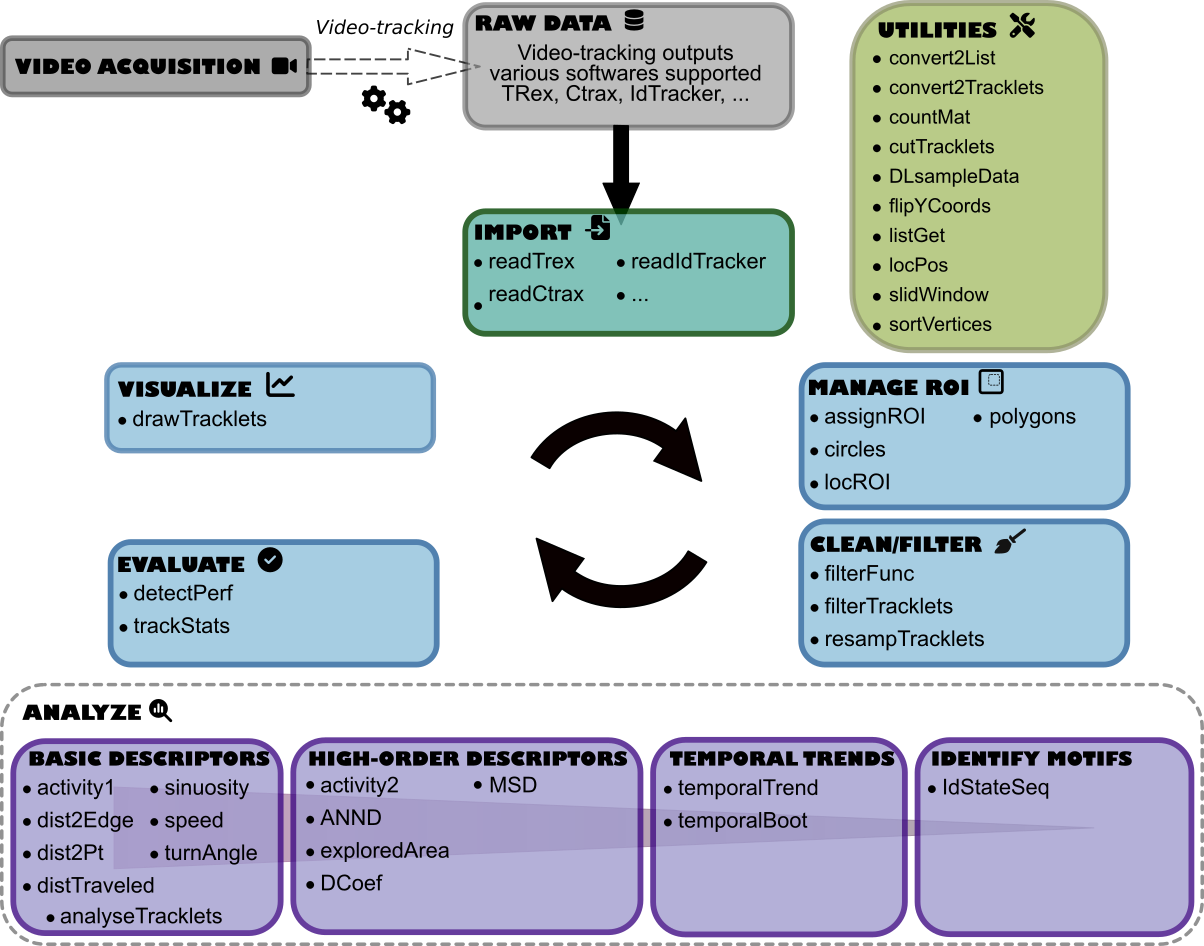 Video-tracking
VIDEO ACQUISITION
RAW DATA
Video-tracking outputs
various softwares supported
TRex, Ctrax, IdTracker, ...
UTILITIES
• convert2List
• convert2Tracklets
• countMat
• cutTracklets
• DLsampleData
• flipYCoords
• listGet
• locPos
• slidWindow
• sortVertices
IMPORT
• readTrex
• readCtrax
• readIdTracker
• ...
VISUALIZE
• drawTracklets
MANAGE ROI
• assignROI
• circles
• locROI
• polygons
EVALUATE
• detectPerf
• trackStats
CLEAN/FILTER
• filterFunc
• filterTracklets
• resampTracklets
ANALYZE
BASIC DESCRIPTORS
• activity1
• dist2Edge
• dist2Pt
• distTraveled
• sinuosity
• speed
• turnAngle
• analyseTracklets
HIGH-ORDER DESCRIPTORS
• activity2
• ANND
• exploredArea
• DCoef
• MSD
TEMPORAL TRENDS
• temporalTrend
• temporalBoot
IDENTIFY MOTIFS
• IdStateSeq